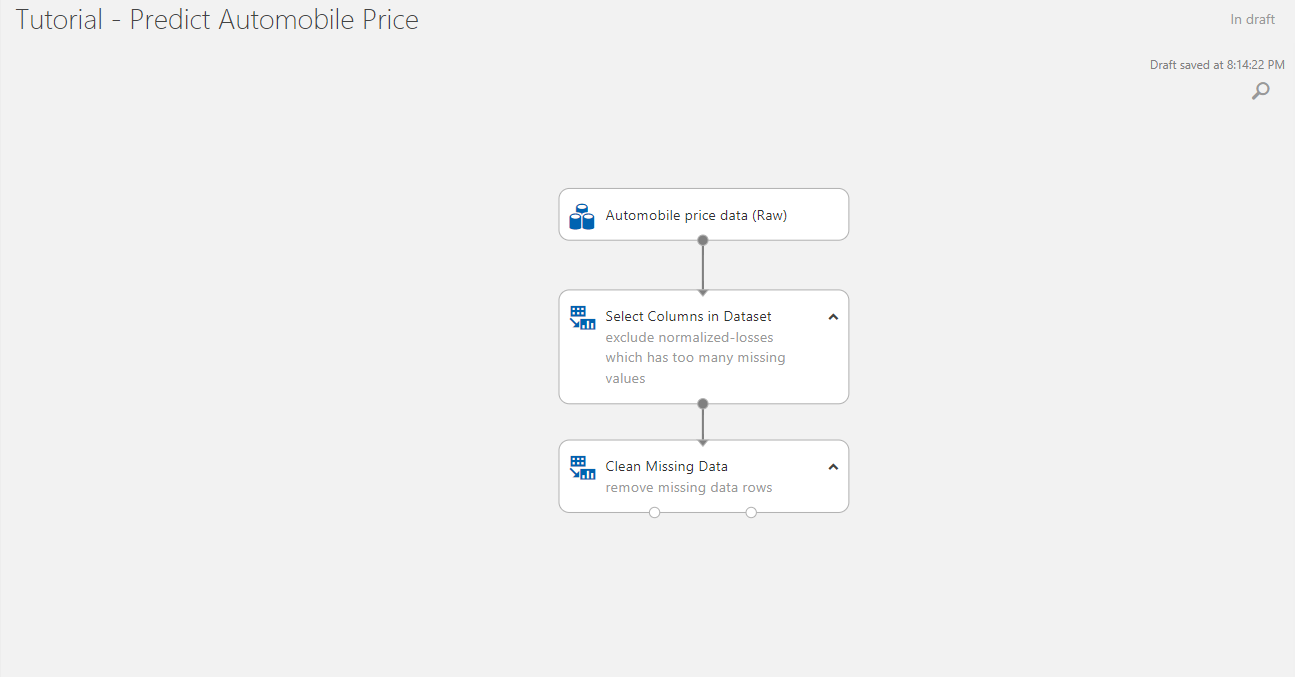 Tutorial - Predict Automobile Price
In draft
Draft saved at 8:14:22 PM
Automobile price data (Raw)
Select Columns in Dataset
exclude normalized-losses
which has too many missing
values
Clean Missing Data
remove missing data rows